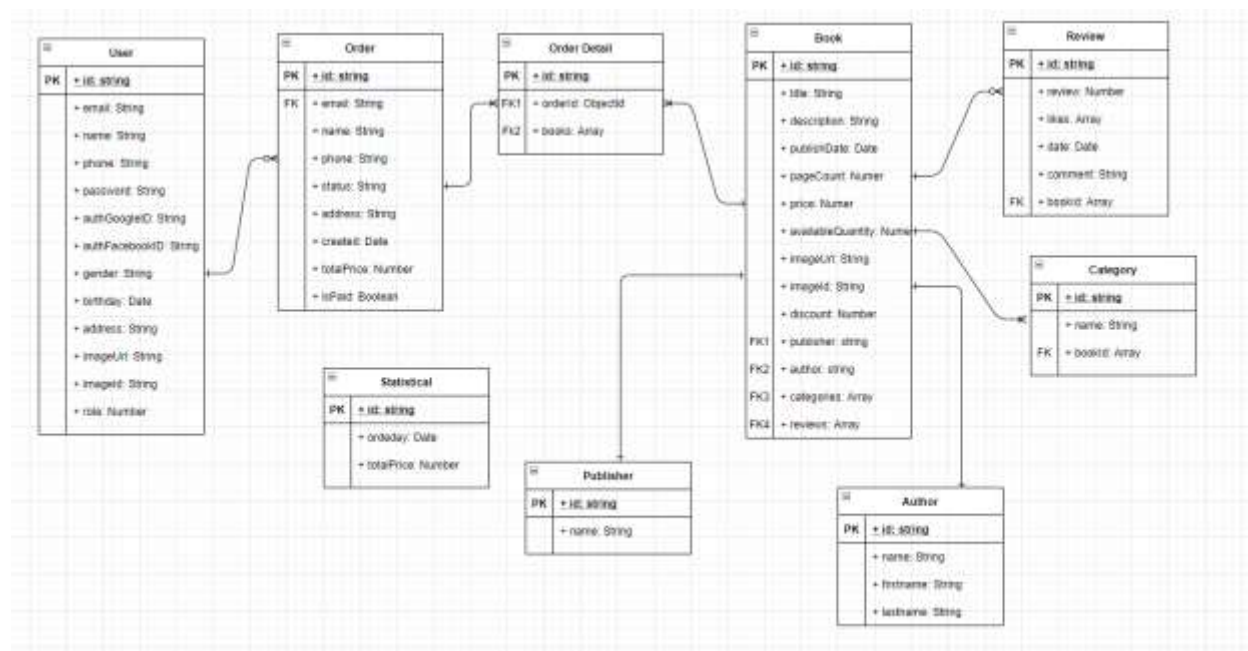 User
PK + id: string
+ email: String
+ name: String
+ phone: String
+ password: String
+ authGoogleID: String
+ authFacebookID: String
+ gender: String
+ birthday: Date
+ address: String
+ imageUrl: String
+ imageId: String
+ role: Number
Order
PK + id: string
FK + email: String
+ name: String
+ phone: String
+ status: String
+ address: String
+ createit: Date
+ totalPrice: Number
+ isPaid: Boolean
Order Detail
PK + id: string
FK1 + orderId: ObjectId
Fk2 + books: Array
Book
PK + id: string
+ title: String
+ description: String
+ publishDate: Date
+ pageCount: Numer
+ price: Numer
+ availableQuantity: Numer
+ imageUrl: String
+ imageId: String
+ discount: Number
FK1 + publisher: string
FK2 + author: string
FK3 + categories: Array
FK4 + reviews: Array
Review
PK + id: string
+ review: Number
+ likes: Array
+ date: Date
+ comment: String
FK + bookId: Array
Category
PK + id: string
+ name: String
FK + bookId: Array
Statistical
PK + id: string
+ ordeday: Date
+ totalPrice: Number
Publisher
PK + id: string
+ name: String
Author
PK + id: string
+ name: String
+ firstname: String
+ lastname: String